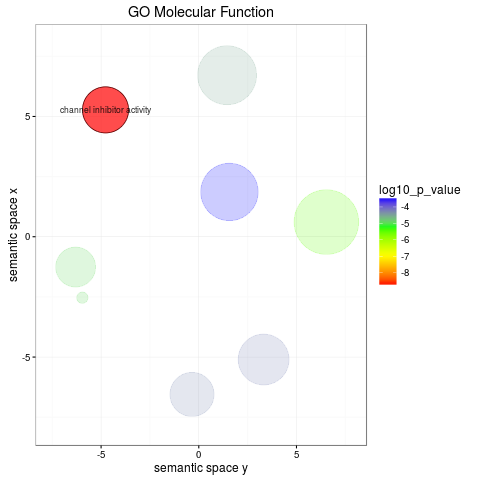 GO Molecular Function
channel inhibitor activity
5
0
-5
semantic space x
-5
0
5
semantic space y
log10_p_value
-4
-5
-6
-7
-8